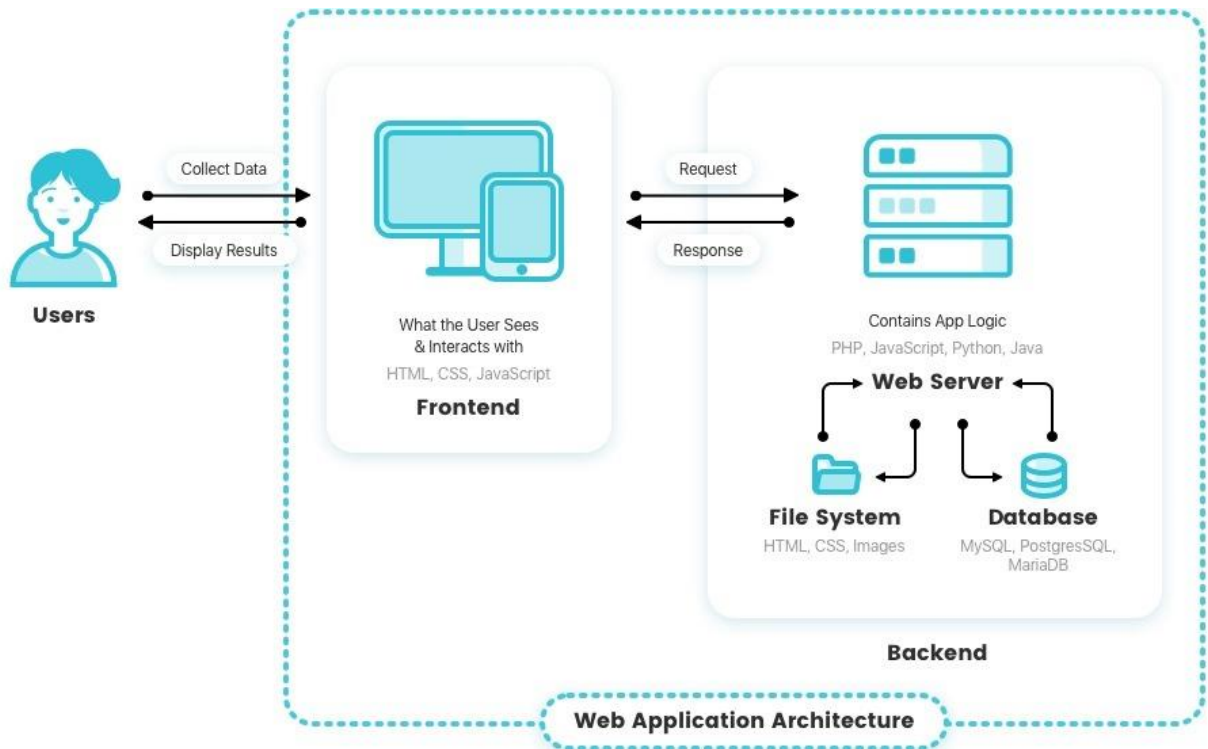 Collect Data
Display Results
Users
What the User Sees
& Interacts with
HTML, CSS, JavaScript
Frontend
Request
Response
Contains App Logic
PHP, JavaScript, Python, Java
Web Server
File System
HTML, CSS, Images
Database
MySQL, PostgresSQL,
MariaDB
Backend
Web Application Architecture